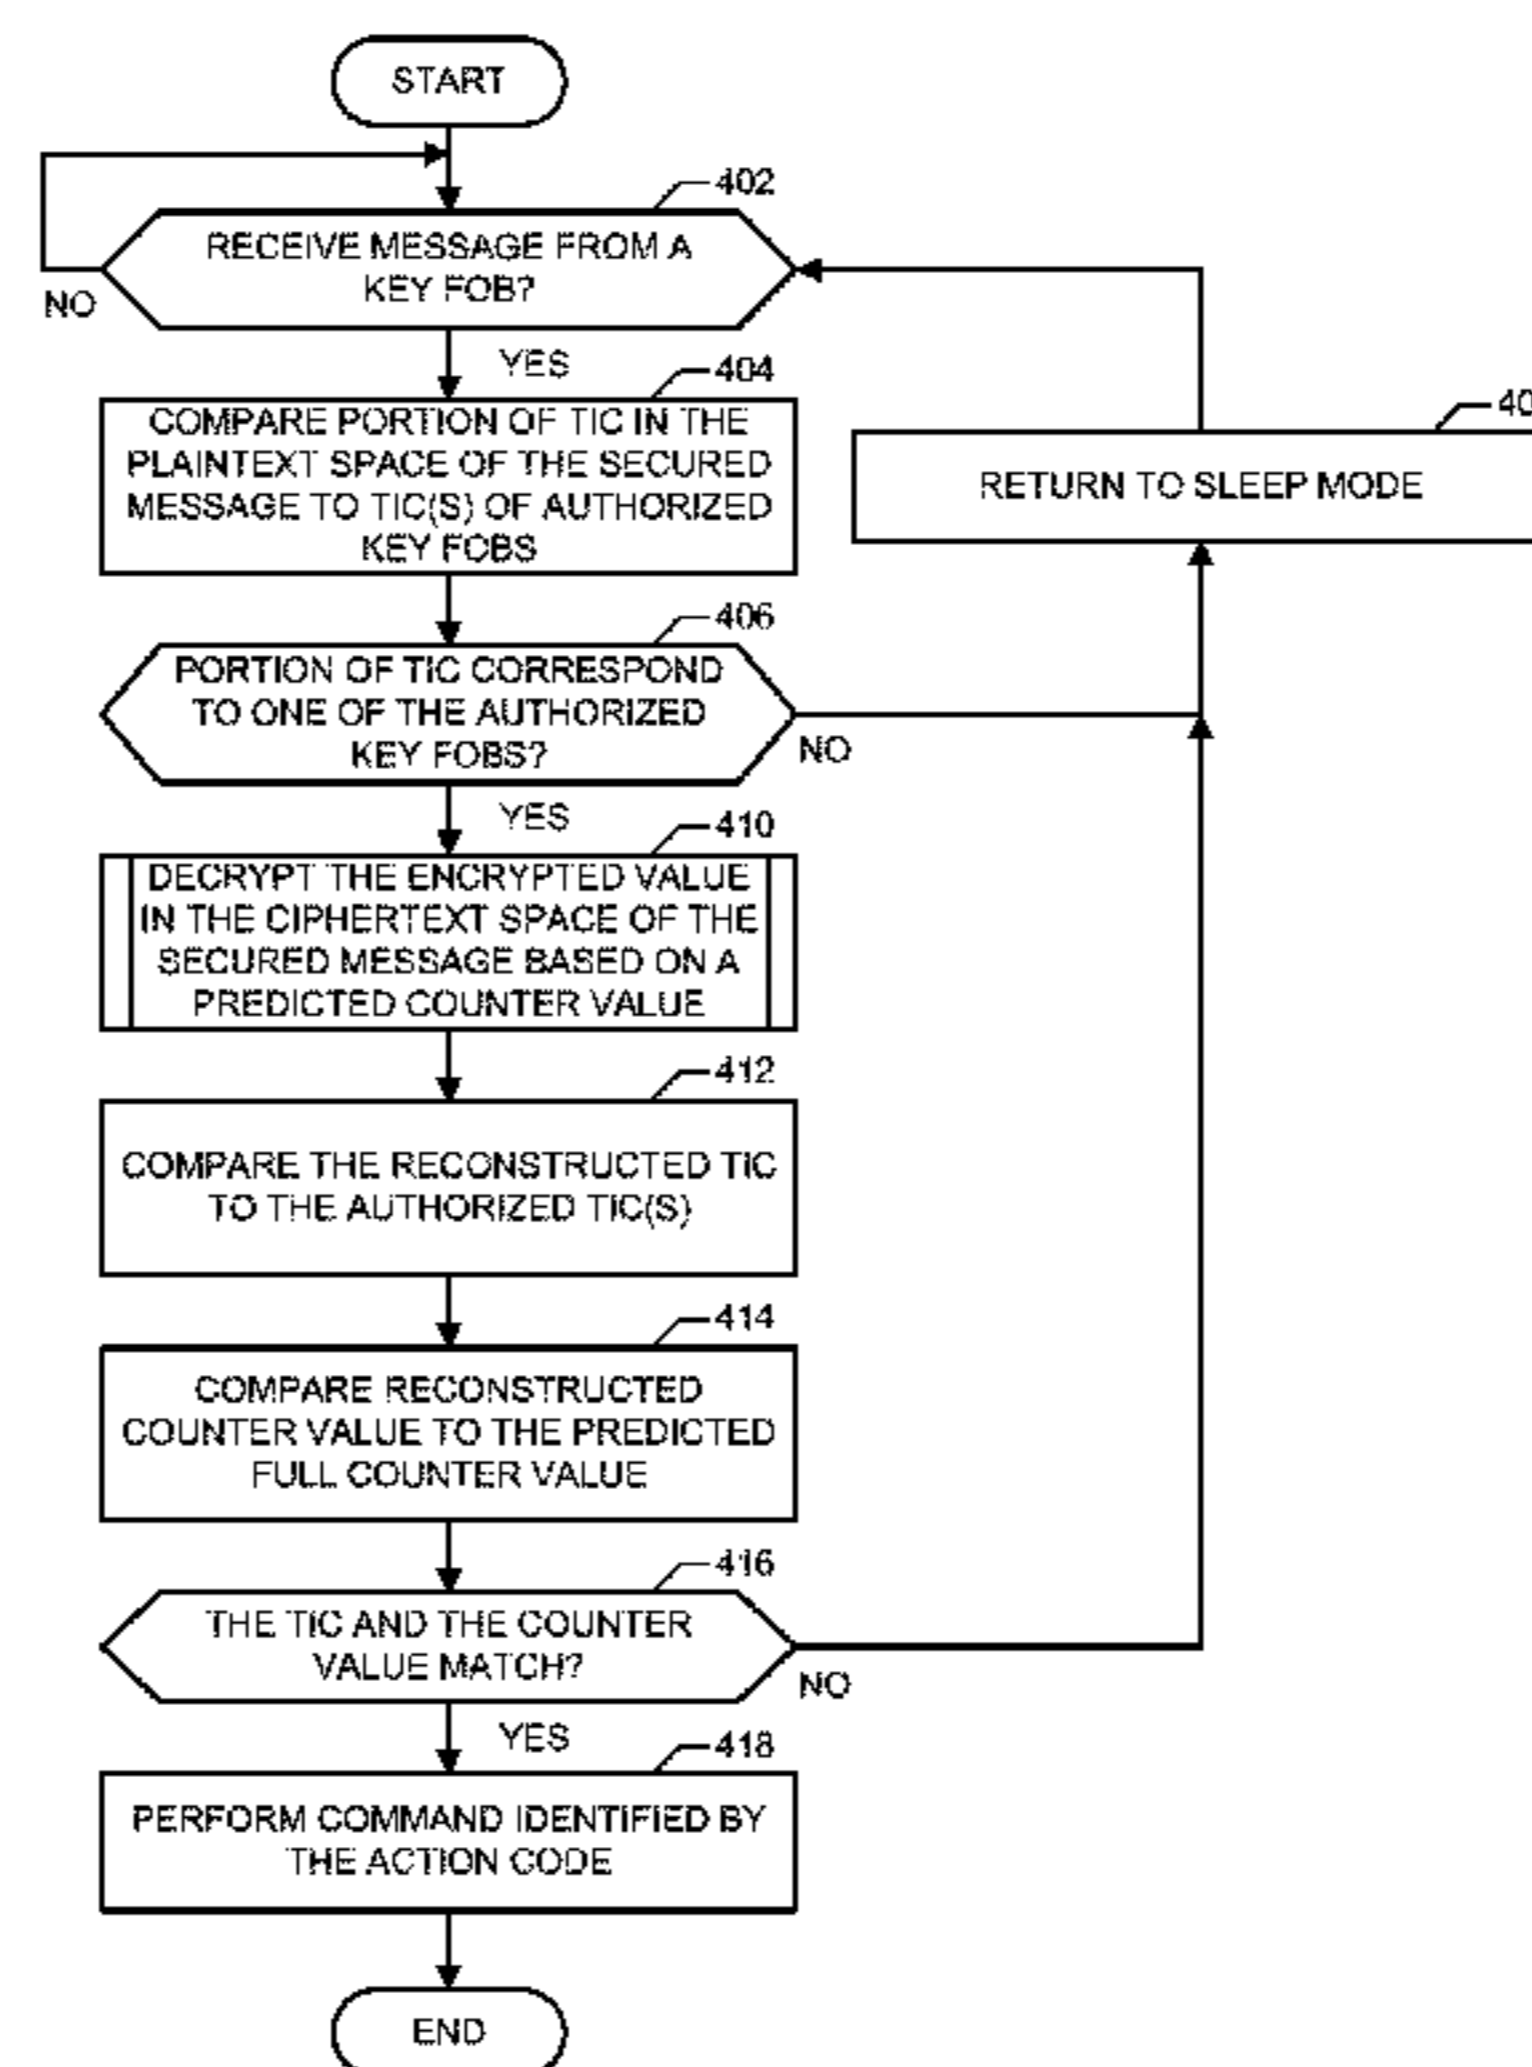 START
402
RECEIVE MESSAGE FROM A
KEY FOB?
NO
YES
404
COMPARE PORTION OF TIC IN THE
PLAINTEXT SPACE OF THE SECURED
MESSAGE TO TIC(S) OF AUTHORIZED
KEY FOBS
RETURN TO SLEEP MODE
406
PORTION OF TIC CORRESPOND
TO ONE OF THE AUTHORIZED
KEY FOBS?
NO
YES
410
DECRYPT THE ENCRYPTED VALUE
IN THE CIPHERTEXT SPACE OF THE
SECURED MESSAGE BASED ON A
PREDICTED COUNTER VALUE
412
COMPARE THE RECONSTRUCTED TIC
TO THE AUTHORIZED TIC(S)
414
COMPARE RECONSTRUCTED
COUNTER VALUE TO THE PREDICTED
FULL COUNTER VALUE
416
THE TIC AND THE COUNTER
VALUE MATCH?
NO
YES
418
PERFORM COMMAND IDENTIFIED BY
THE ACTION CODE
END